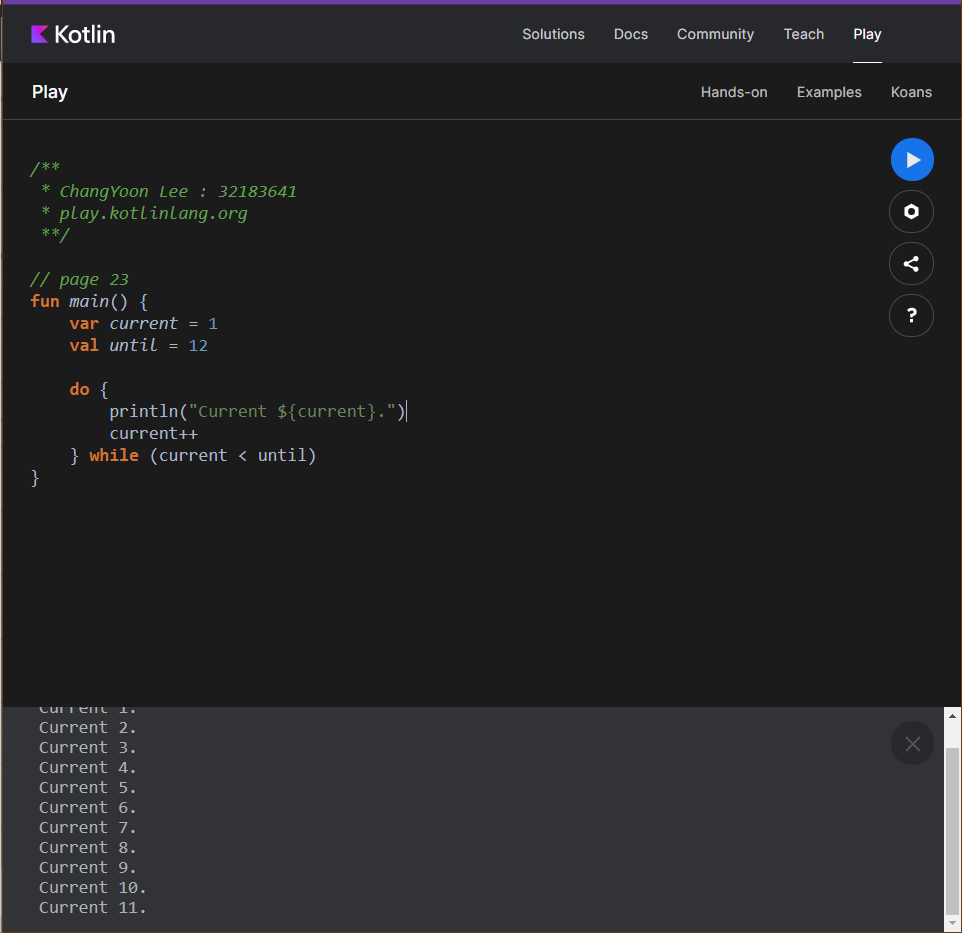 Kotlin
Solutions Docs Community Teach Play
Play
Hands-on Examples Koans
/**
 * ChangYoon Lee : 32183641
 * play.kotlinlang.org
 **/
// page 23
fun main() {
    var current = 1
    val until = 12
    do {
        println("Current ${current}.")
        current++
    } while (current < until)
}
?
Current 1.
Current 2.
Current 3.
Current 4.
Current 5.
Current 6.
Current 7.
Current 8.
Current 9.
Current 10.
Current 11.